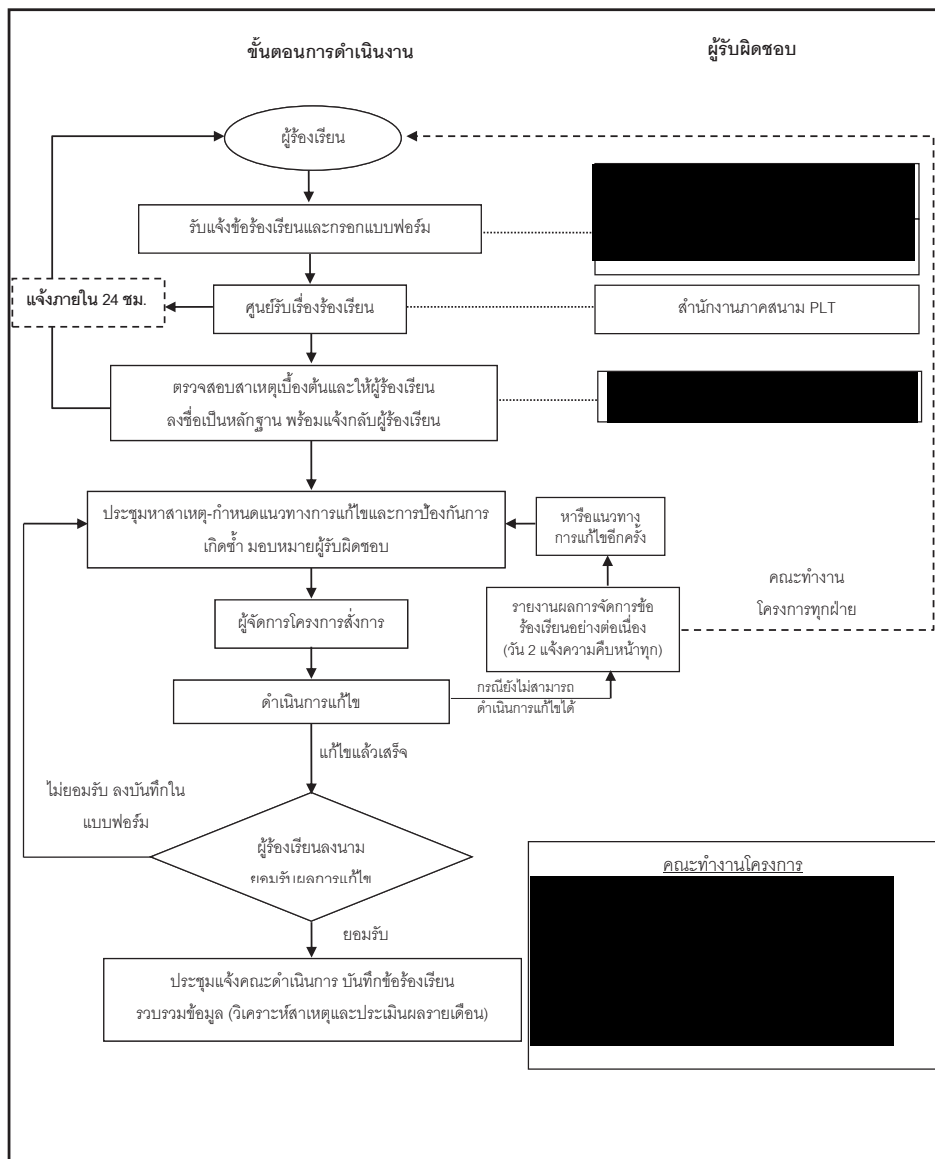 ขั้นตอนการดำเนินงาน
ผู้รับผิดชอบ
ผู้ร้องเรียน
รับแจ้งข้อร้องเรียนและกรอกแบบฟอร์ม
แจ้งภายใน 24 ชม.
ศูนย์รับเรื่องร้องเรียน
สำนักงานภาคสนาม PLT
ตรวจสอบสาเหตุเบื้องต้นและให้ผู้ร้องเรียน
ลงชื่อเป็นหลักฐาน พร้อมแจ้งกลับผู้ร้องเรียน
ประชุมหาสาเหตุ-กำหนดแนวทางการแก้ไขและการป้องกันการ
เกิดซ้ำ มอบหมายผู้รับผิดชอบ
หารือแนวทาง
การแก้ไขอีกครั้ง
คณะทำงาน
โครงการทุกฝ่าย
ผู้จัดการโครงการสั่งการ
รายงานผลการจัดการข้อ
ร้องเรียนอย่างต่อเนื่อง
(วัน 2 แจ้งความคืบหน้าทุก)
ดำเนินการแก้ไข
กรณียังไม่สามารถ
ดำเนินการแก้ไขได้
แก้ไขแล้วเสร็จ
ไม่ยอมรับ ลงบันทึกใน
แบบฟอร์ม
ผู้ร้องเรียนลงนาม
ยอมรับผลการแก้ไข
คณะทำงานโครงการ
ยอมรับ
ประชุมแจ้งคณะดำเนินการ บันทึกข้อร้องเรียน
รวบรวมข้อมูล (วิเคราะห์สาเหตุและประเมินผลรายเดือน)